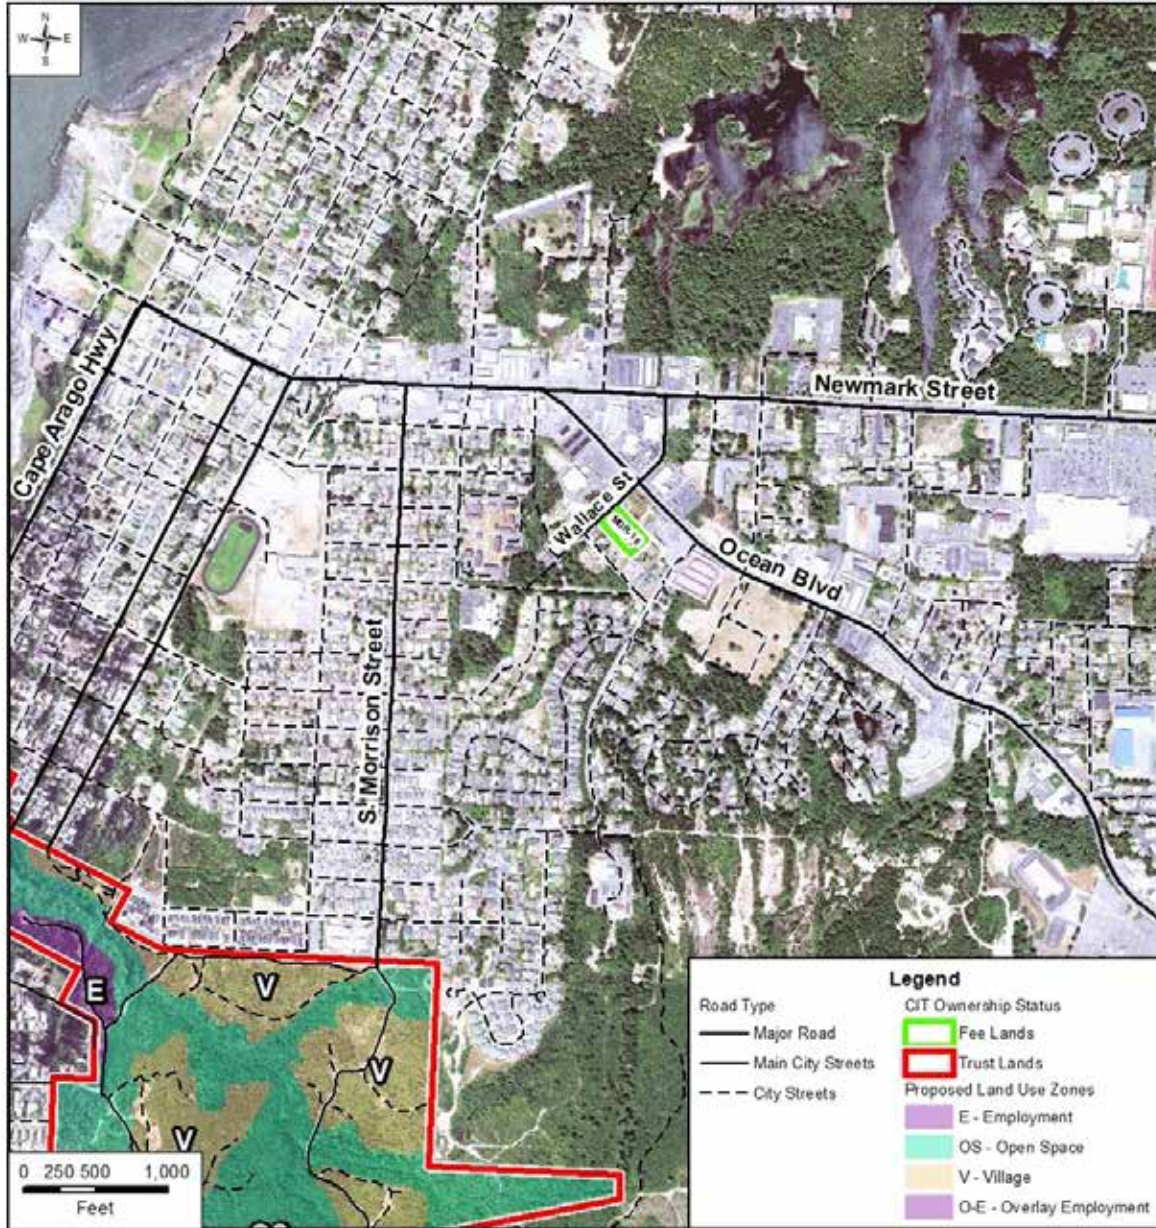 N
W E
S
Newmark Street
Cape Arago Hwy
Wallace St
Ocean Blvd
S. Morrison Street
E
V
V
V
0 250 500 1,000
Feet
Legend
Road Type
Major Road
Main City Streets
City Streets
CIT Ownership Status
Fee Lands
Trust Lands
Proposed Land Use Zones
E - Employment
OS - Open Space
V - Village
O-E - Overlay Employment